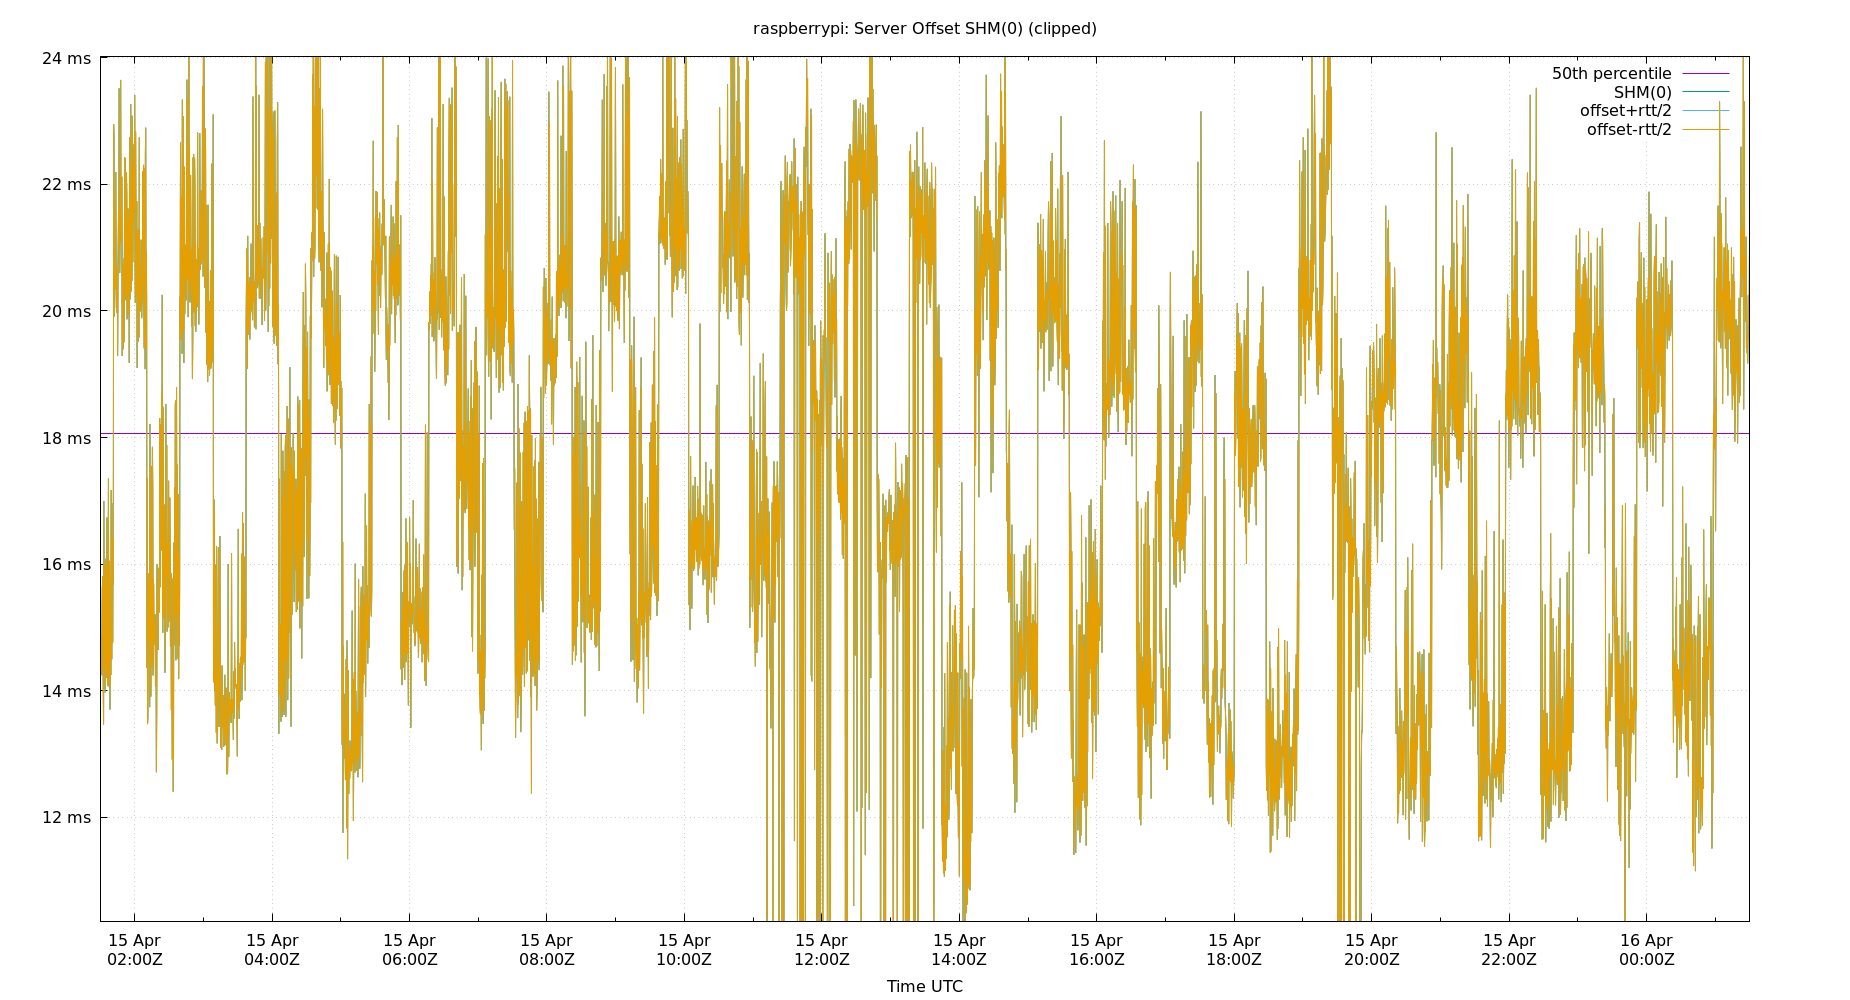 raspberrypi: Server Offset SHM(0) (clipped)
24 ms
22 ms
20 ms
18 ms
16 ms
14 ms
12 ms
50th percentile
SHM(0)
offset+rtt/2
offset-rtt/2
15 Apr 15 Apr 15 Apr 15 Apr 15 Apr 15 Apr 15 Apr 15 Apr 15 Apr 15 Apr 15 Apr 16 Apr
02:00Z 04:00Z 06:00Z 08:00Z 10:00Z 12:00Z 14:00Z 16:00Z 18:00Z 20:00Z 22:00Z 00:00Z
Time UTC